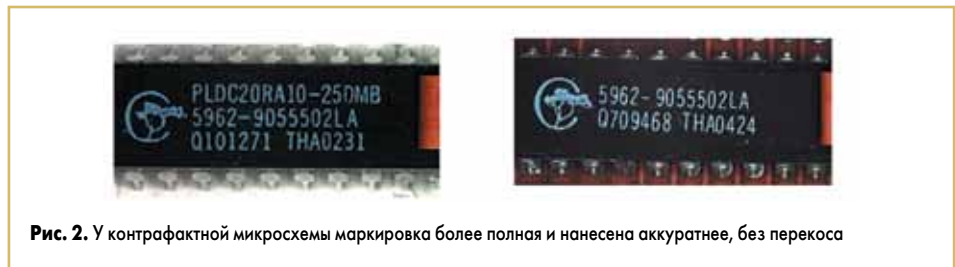 PLDC20RA10-250MB
5962-9055502LA
Q101271 THA0231
5962-9055502LA
Q709468 THA0424
Рис. 2. У контрафактной микросхемы маркировка более полная и нанесена аккуратнее, без перекоса